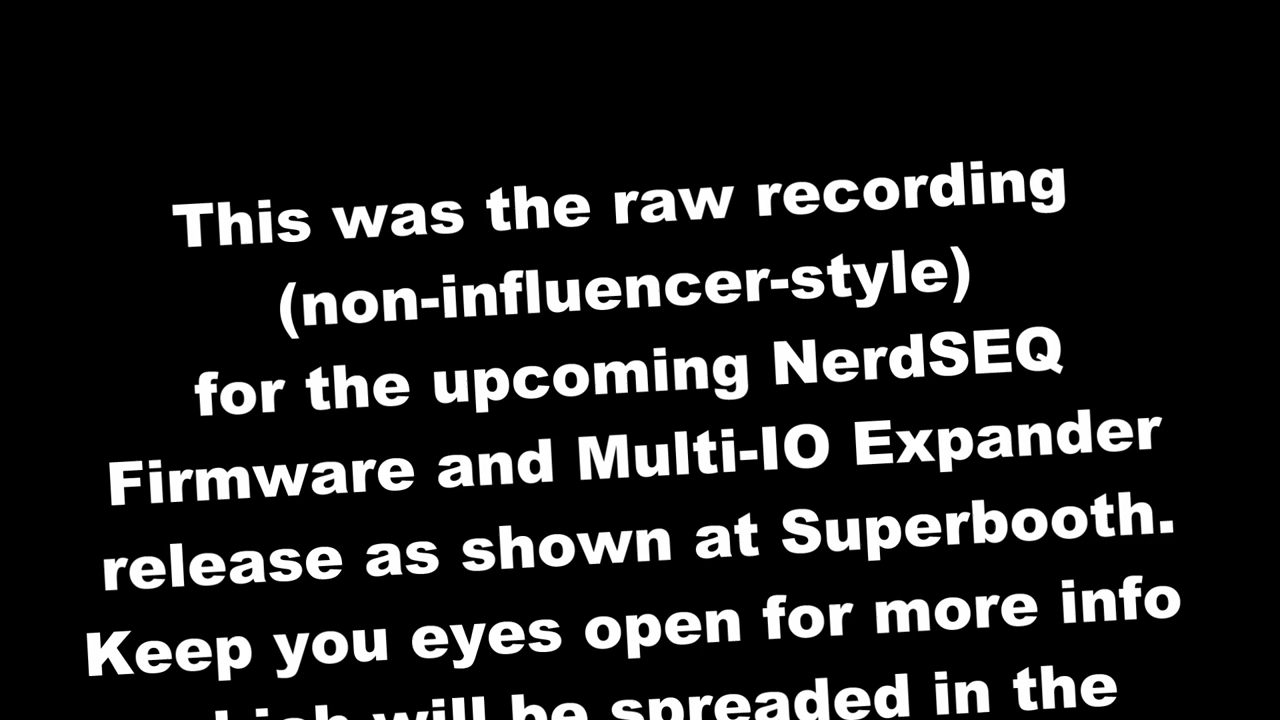 This was the raw recording
(non-influencer-style)
for the upcoming NerdSEQ
Firmware and Multi-IO Expander
release as shown at Superbooth.
Keep you eyes open for more info
which will be spreaded in the